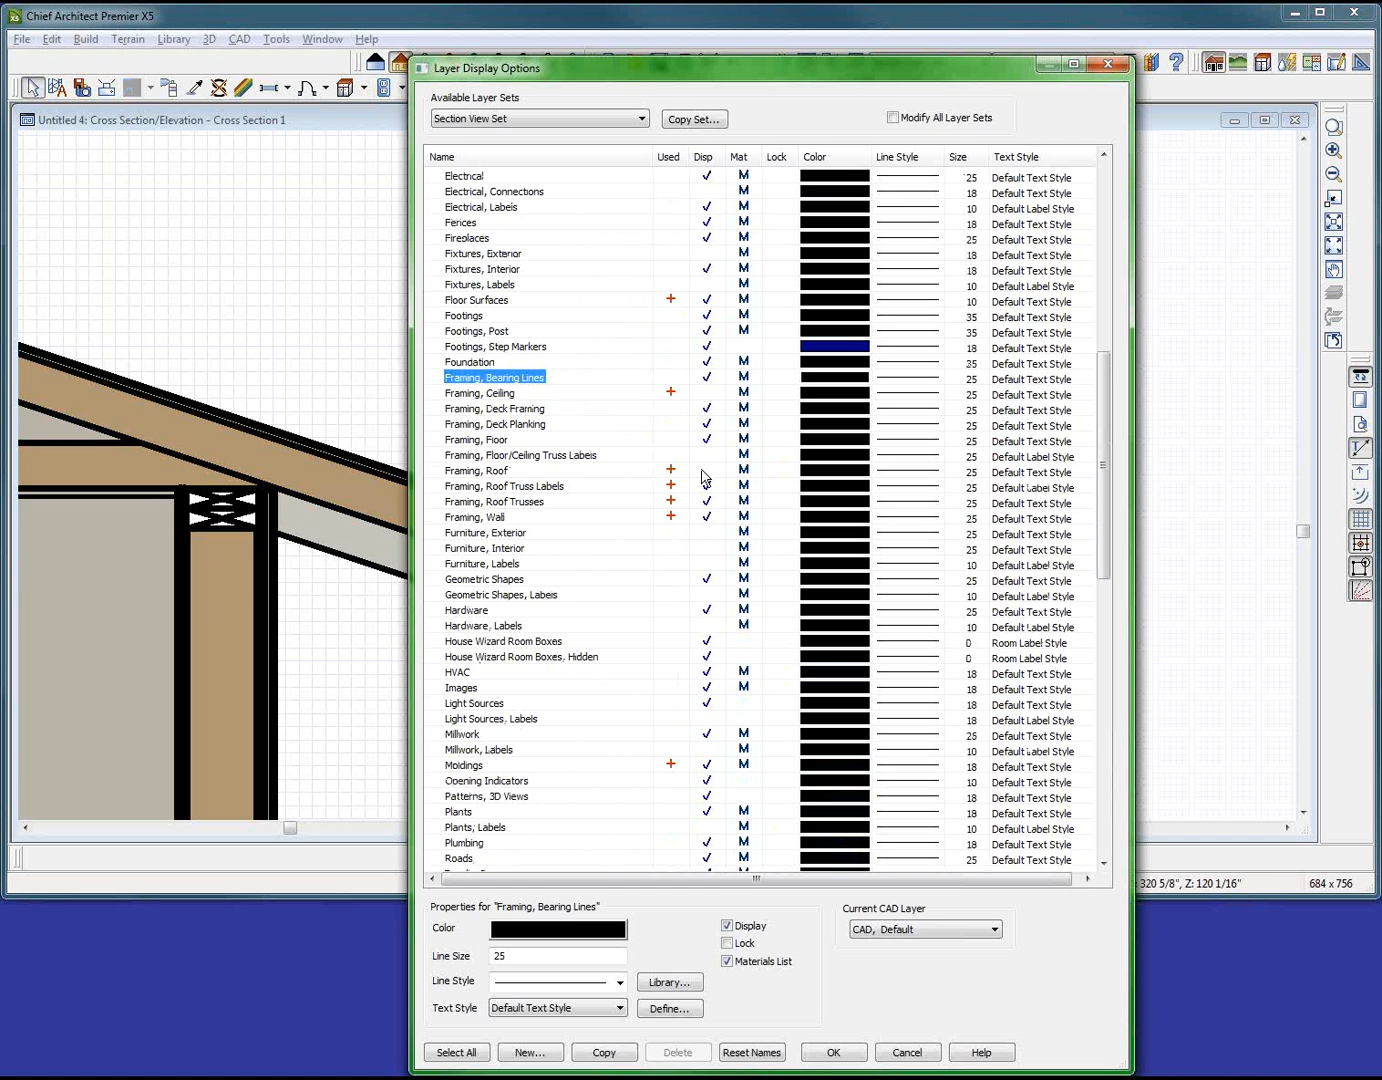 Chief Architect Premier X5
File Edit Build Terrain Library 3D CAD Tools Window Help
Layer Display Options
Available Layer Sets
Section View Set Copy Set... Modify All Layer Sets
Untitled 4: Cross Section/Elevation - Cross Section 1
Name Used Disp Mat Lock Color Line Style Size Text Style
Electrical M 25 Default Text Style
Electrical, Connections M 18 Default Text Style
Electrical, Labels M 10 Default Label Style
Fences M 18 Default Text Style
Fireplaces M 25 Default Text Style
Fixtures, Exterior M 18 Default Text Style
Fixtures, Interior M 18 Default Text Style
Fixtures, Labels M 10 Default Label Style
Floor Surfaces + M 10 Default Text Style
Footings M 35 Default Text Style
Footings, Post M 35 Default Text Style
Footings, Step Markers 18 Default Text Style
Foundation M 35 Default Text Style
Framing, Bearing Lines M 25 Default Text Style
Framing, Ceiling + M 25 Default Text Style
Framing, Deck Framing M 25 Default Text Style
Framing, Deck Planking M 25 Default Text Style
Framing, Floor M 25 Default Text Style
Framing, Floor/Ceiling Truss Labels M 25 Default Label Style
Framing, Roof + M 25 Default Text Style
Framing, Roof Truss Labels + M 25 Default Label Style
Framing, Roof Trusses + M 25 Default Text Style
Framing, Wall + M 25 Default Text Style
Furniture, Exterior M 25 Default Text Style
Furniture, Interior M 25 Default Text Style
Furniture, Labels M 10 Default Label Style
Geometric Shapes M 25 Default Text Style
Geometric Shapes, Labels M 10 Default Label Style
Hardware M 25 Default Text Style
Hardware, Labels M 10 Default Label Style
House Wizard Room Boxes 0 Room Label Style
House Wizard Room Boxes, Hidden 0 Room Label Style
HVAC M 18 Default Text Style
Images M 18 Default Text Style
Light Sources 18 Default Text Style
Light Sources, Labels 18 Default Label Style
Millwork M 25 Default Text Style
Millwork, Labels M 10 Default Label Style
Moldings + M 18 Default Text Style
Opening Indicators 10 Default Text Style
Patterns, 3D Views 18 Default Text Style
Plants M 18 Default Text Style
Plants, Labels M 10 Default Label Style
Plumbing M 18 Default Text Style
Roads 25 Default Text Style
: 320 5/8", Z: 120 1/16" 684 x 756
Properties for "Framing, Bearing Lines" Current CAD Layer
Color Display CAD, Default
Lock
Line Size 25 Materials List
Line Style Library...
Text Style Default Text Style Define...
Select All New... Copy Delete Reset Names OK Cancel Help